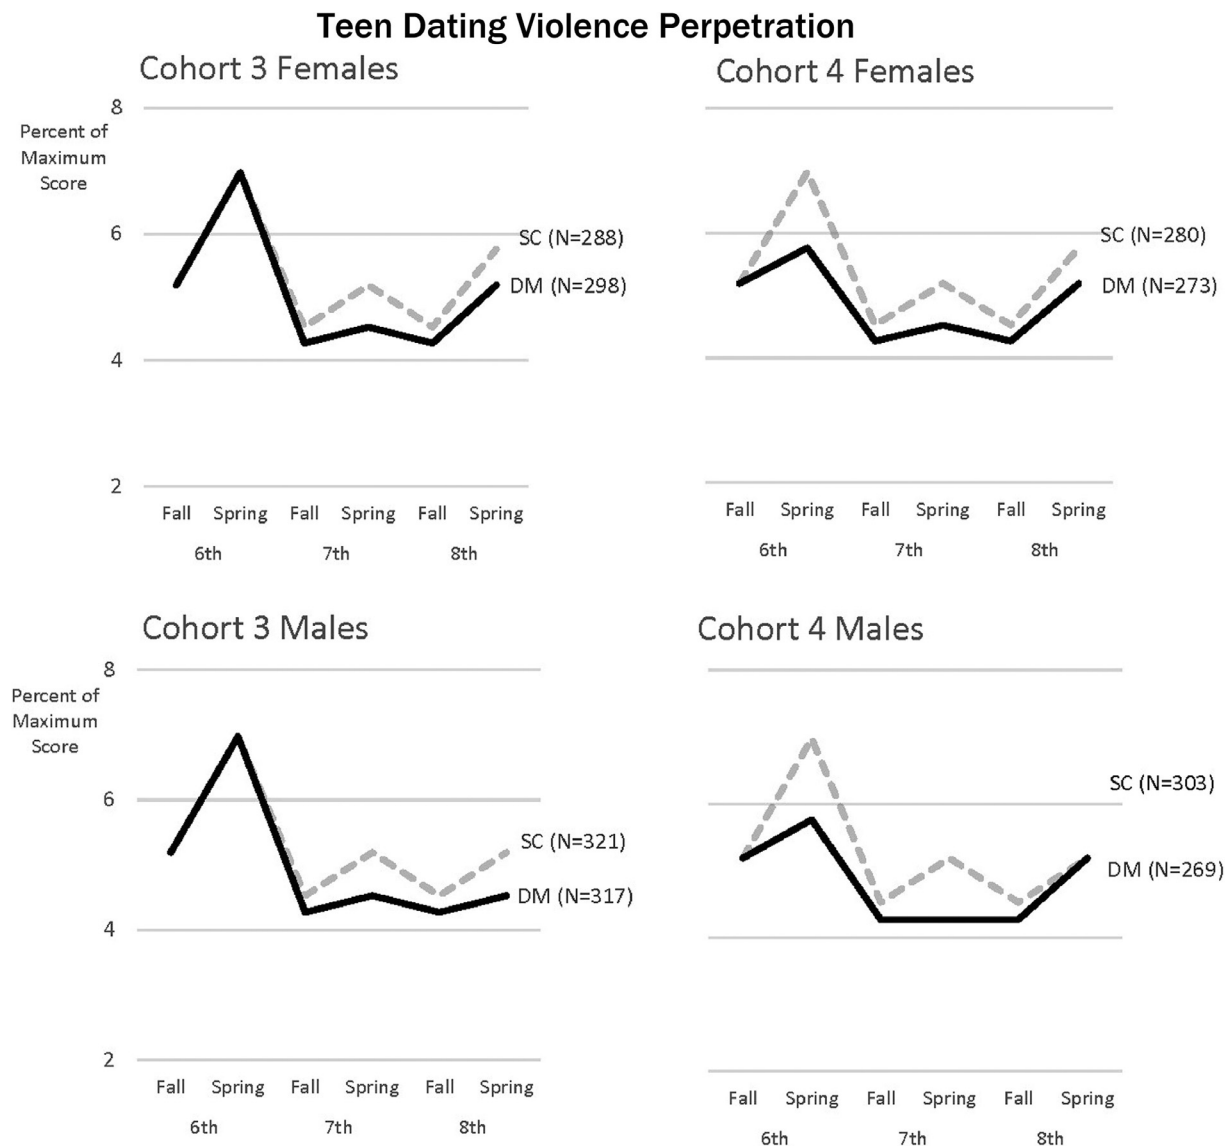 Teen Dating Violence Perpetration
Cohort 3 Females
Cohort 4 Females
8
Percent of
Maximum
Score
6
SC (N=288)
SC (N=280)
DM (N=298)
DM (N=273)
4
2
Fall Spring Fall Spring Fall Spring
6th 7th 8th
Fall Spring Fall Spring Fall Spring
6th 7th 8th
Cohort 3 Males
Cohort 4 Males
8
Percent of
Maximum
Score
6
SC (N=303)
SC (N=321)
DM (N=269)
DM (N=317)
4
2
Fall Spring Fall Spring Fall Spring
6th 7th 8th
Fall Spring Fall Spring Fall Spring
6th 7th 8th